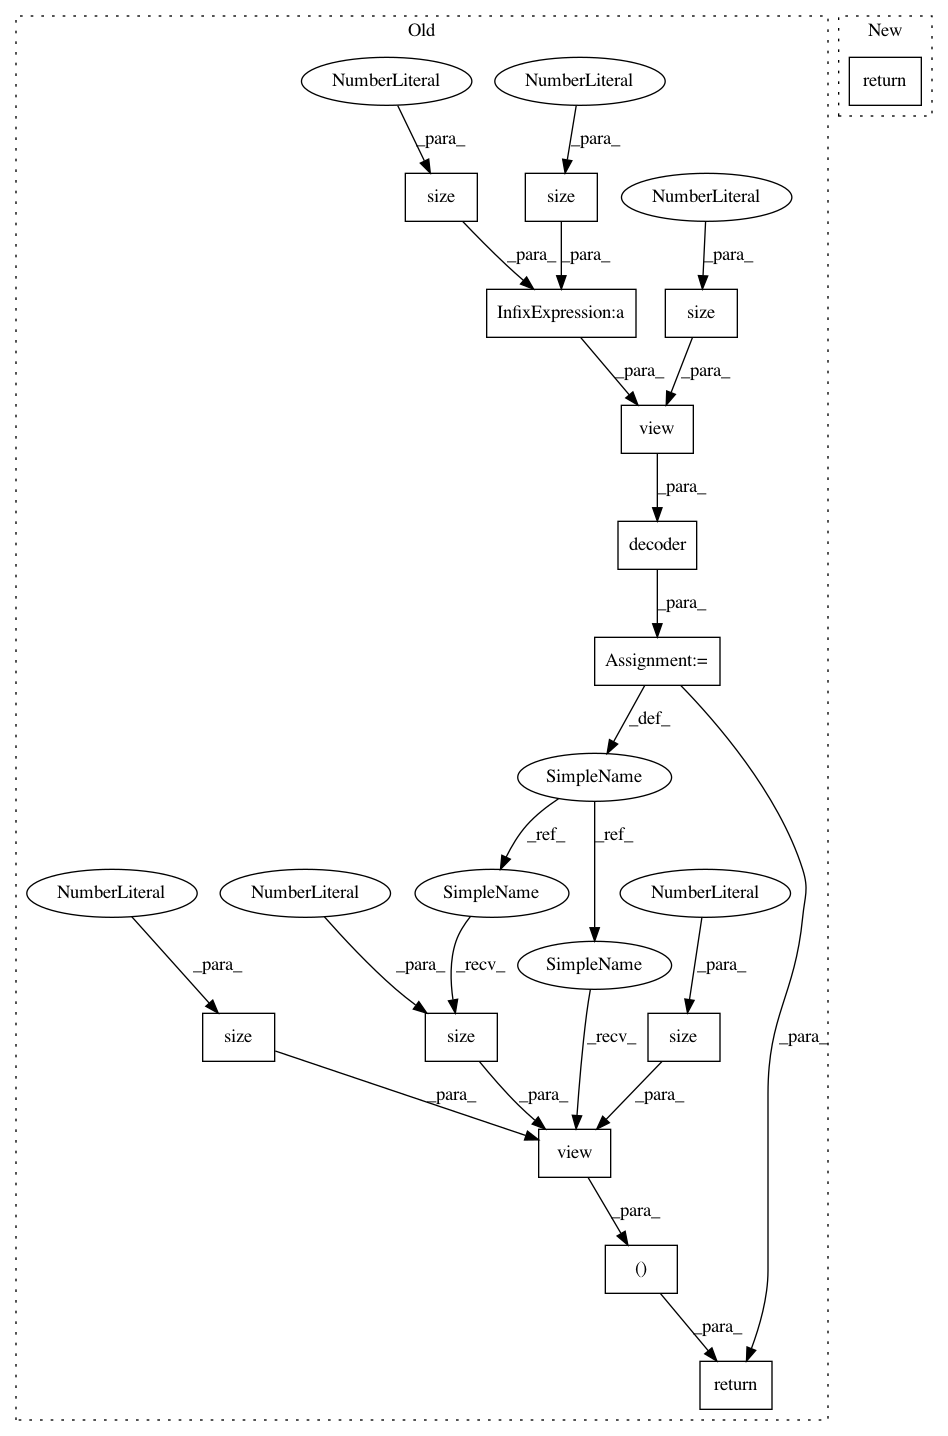 Old
New
NumberLiteral
NumberLiteral
return
_para_
_para_
size
size
NumberLiteral
_para_
_para_
_para_
InfixExpression:a
size
_para_
_para_
view
_para_
decoder
_para_
Assignment:=
_def_
SimpleName
_ref_
_ref_
NumberLiteral
NumberLiteral
SimpleName
NumberLiteral
SimpleName
_para_
_para_
_recv_
_para_
size
size
size
_recv_
_para_
_para_
_para_
_para_
view
_para_
()
_para_
return